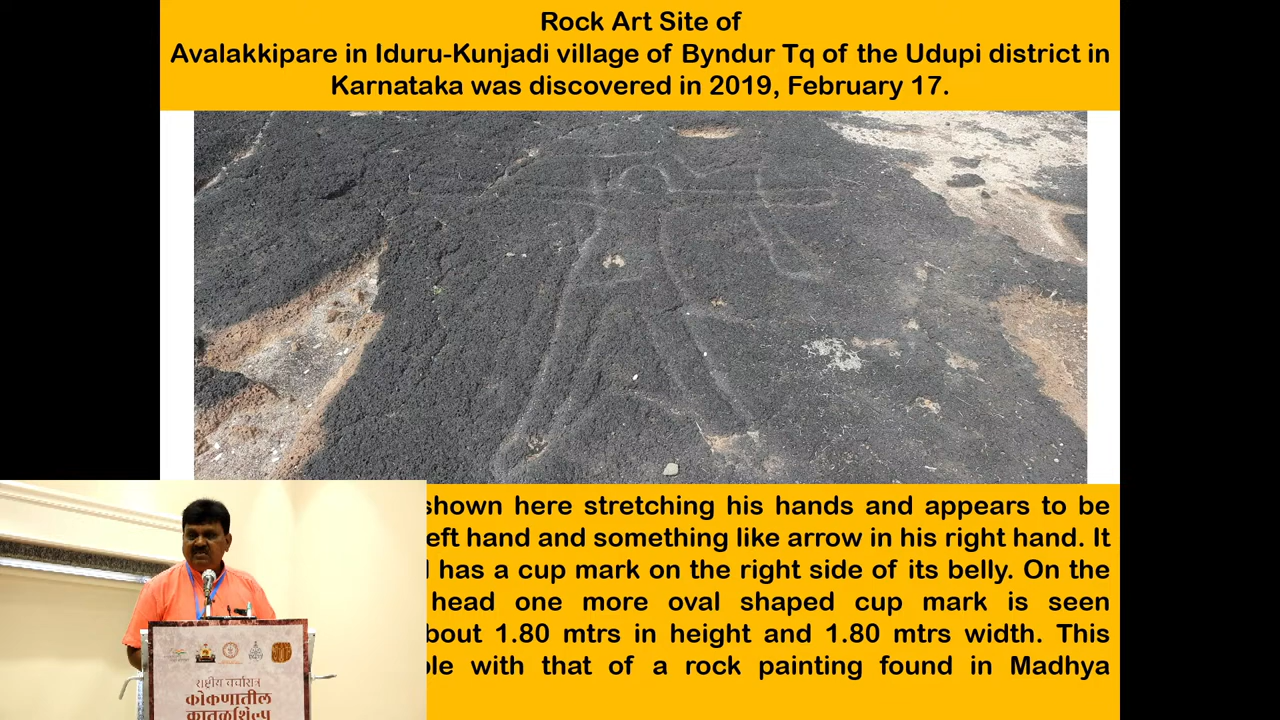 Rock Art Site of
Avalakkipare in Iduru-Kunjadi village of Byndur Tq of the Udupi district in
Karnataka was discovered in 2019, February 17.
shown here stretching his hands and appears to be
hand and something like arrow in his right hand. It
has a cup mark on the right side of its belly. On the
head one more oval shaped cup mark is seen
1.80 mtrs in height and 1.80 mtrs width. This
with that of a rock painting found in Madhya
राष्ट्रीय चर्चासत्र
कोकणातील
कातळशिल्प